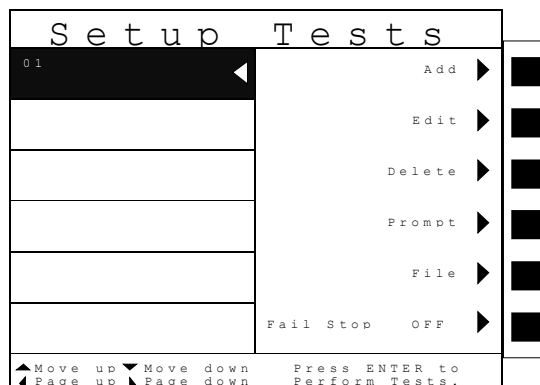 Setup Tests
01
Add
Edit
Delete
Prompt
File
Fail Stop OFF
Move up Move down Press ENTER to
Page up Page down Perform Tests.